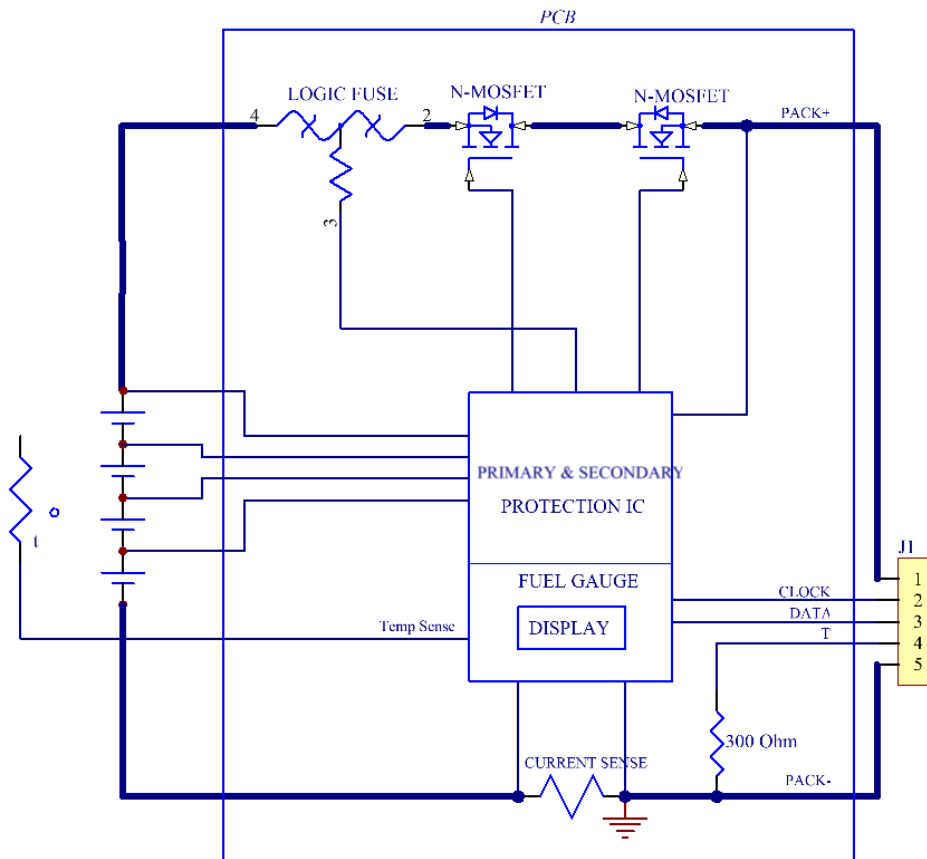 PCB
LOGIC FUSE
N-MOSFET
N-MOSFET
4
2
PACK+
3
PRIMARY & SECONDARY
PROTECTION IC
t
J1
FUEL GAUGE
1
CLOCK
2
DATA
3
Temp Sense
DISPLAY
T
4
5
300 Ohm
CURRENT SENSE
PACK-